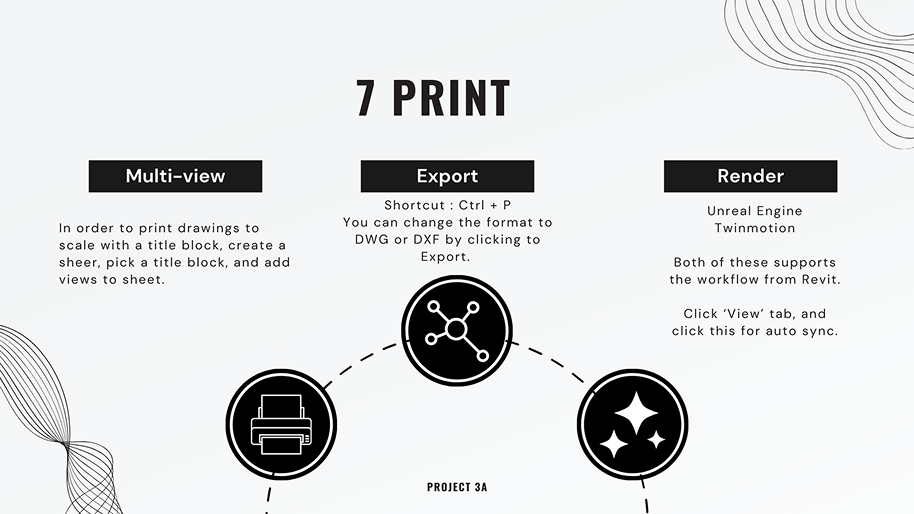 7 PRINT
Multi-view
In order to print drawings to
scale with a title block, create a
sheer, pick a title block, and add
views to sheet.
Export
Shortcut : Ctrl + P
You can change the format to
DWG or DXF by clicking to
Export.
Render
Unreal Engine
Twinmotion
Both of these supports
the workflow from Revit.
Click ‘View’ tab, and
click this for auto sync.
PROJECT 3A